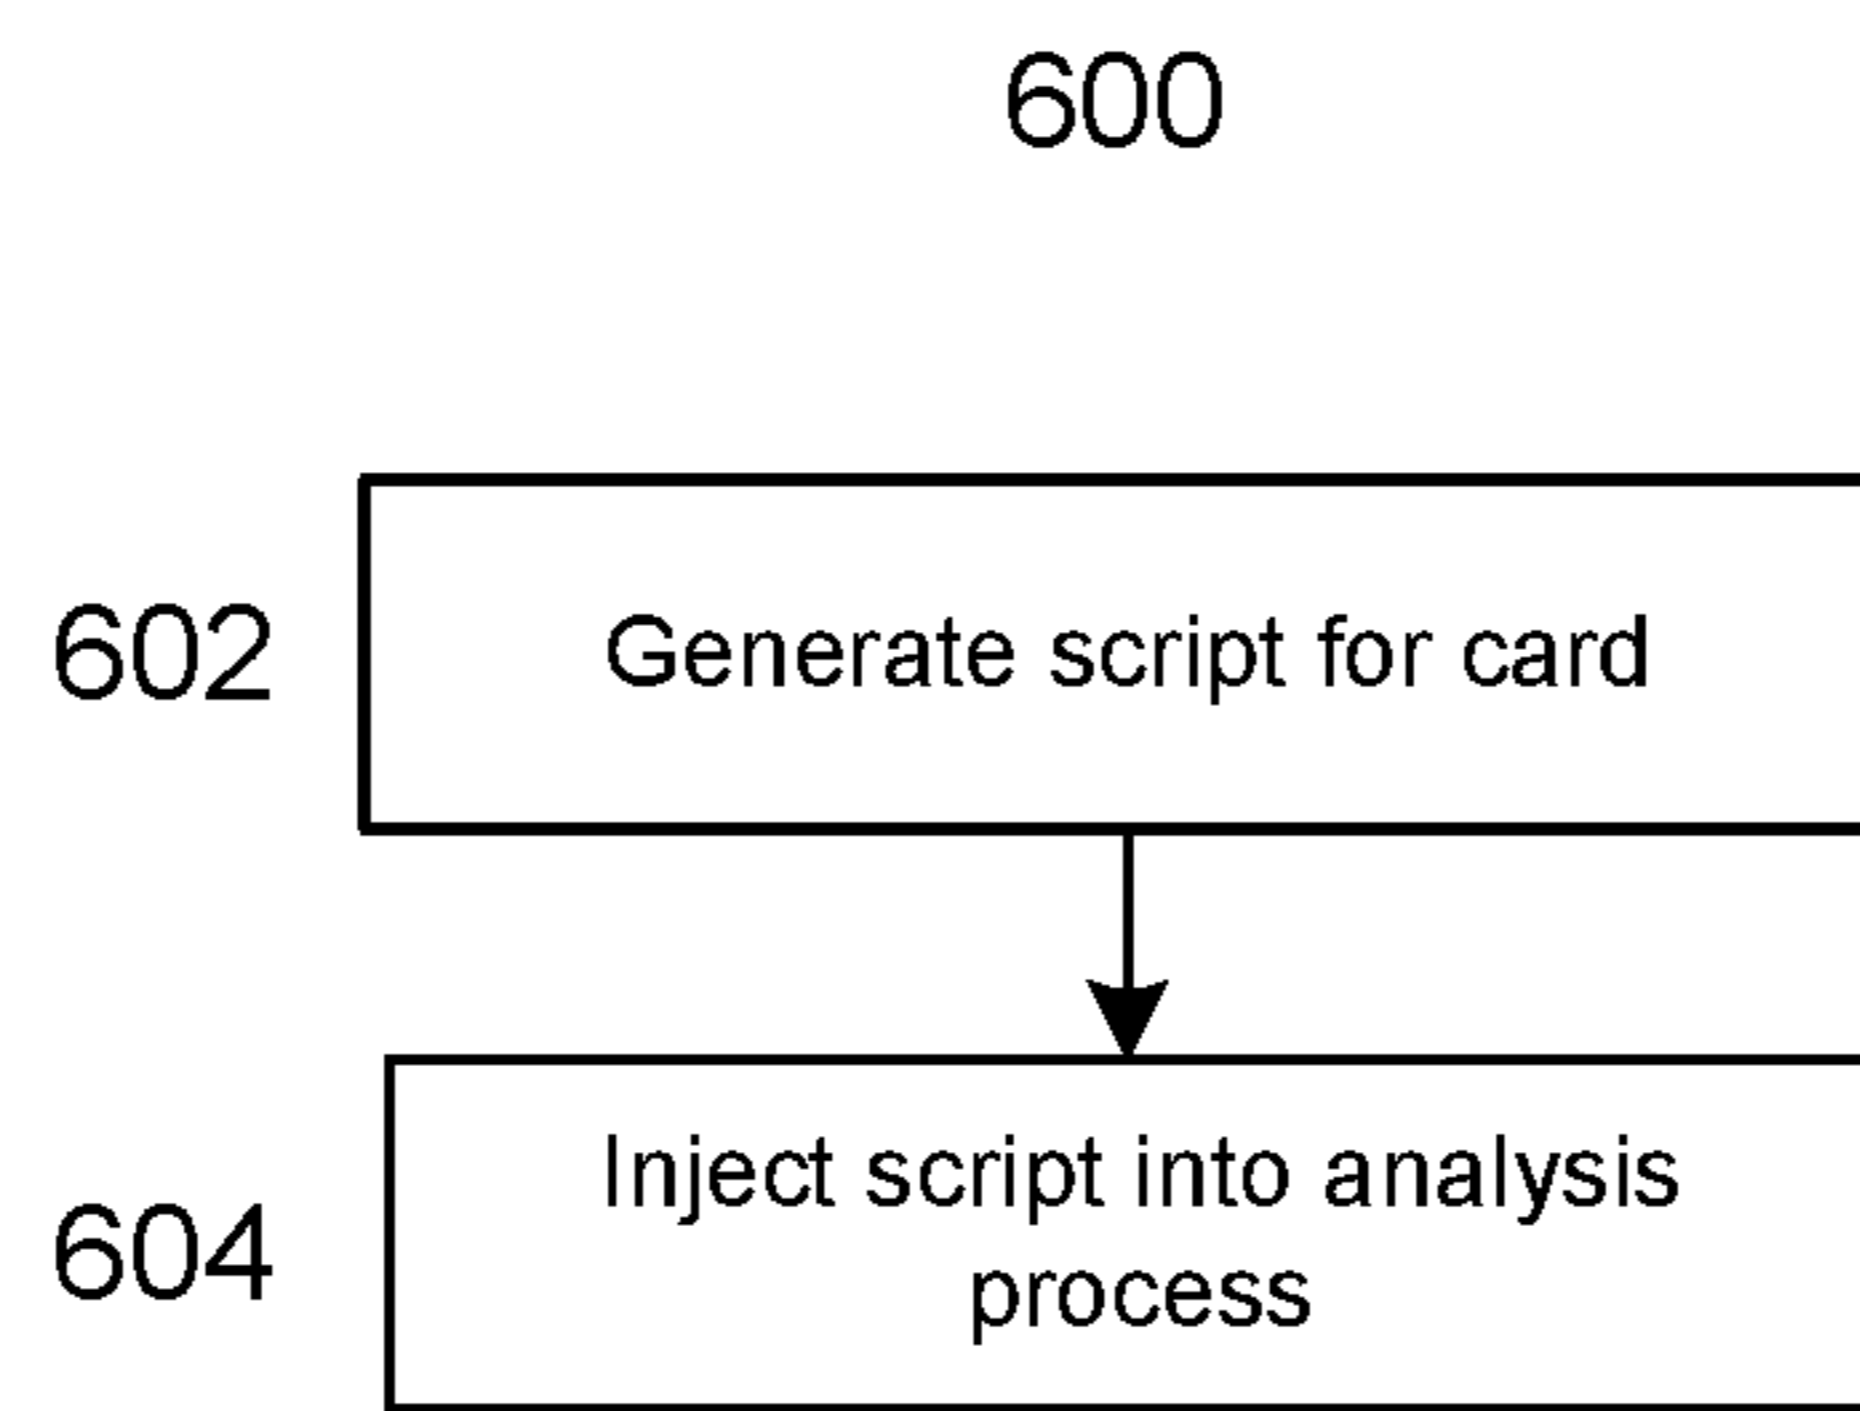 600
602
Generate script for card
604
Inject script into analysis
process